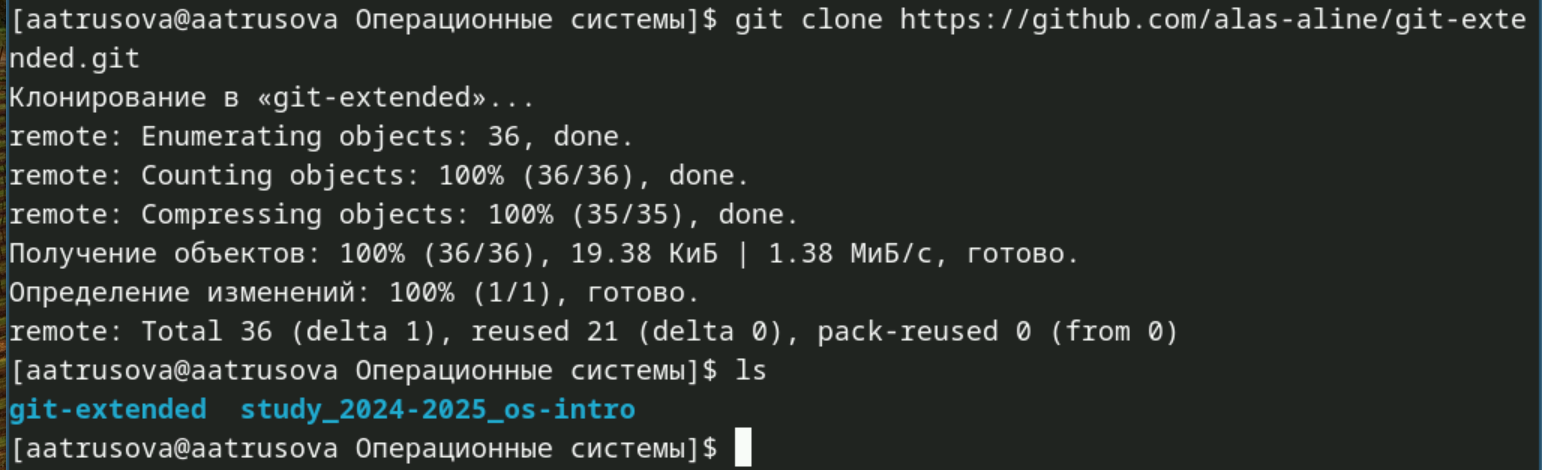 [aatrusova@aatrusova Операционные системы]$ git clone https://github.com/alas-aline/git-exte
nded.git
Клонирование в «git-extended»...
remote: Enumerating objects: 36, done.
remote: Counting objects: 100% (36/36), done.
remote: Compressing objects: 100% (35/35), done.
Получение объектов: 100% (36/36), 19.38 КиБ | 1.38 МиБ/с, готово.
Определение изменений: 100% (1/1), готово.
remote: Total 36 (delta 1), reused 21 (delta 0), pack-reused 0 (from 0)
[aatrusova@aatrusova Операционные системы]$ ls
git-extended  study_2024-2025_os-intro
[aatrusova@aatrusova Операционные системы]$